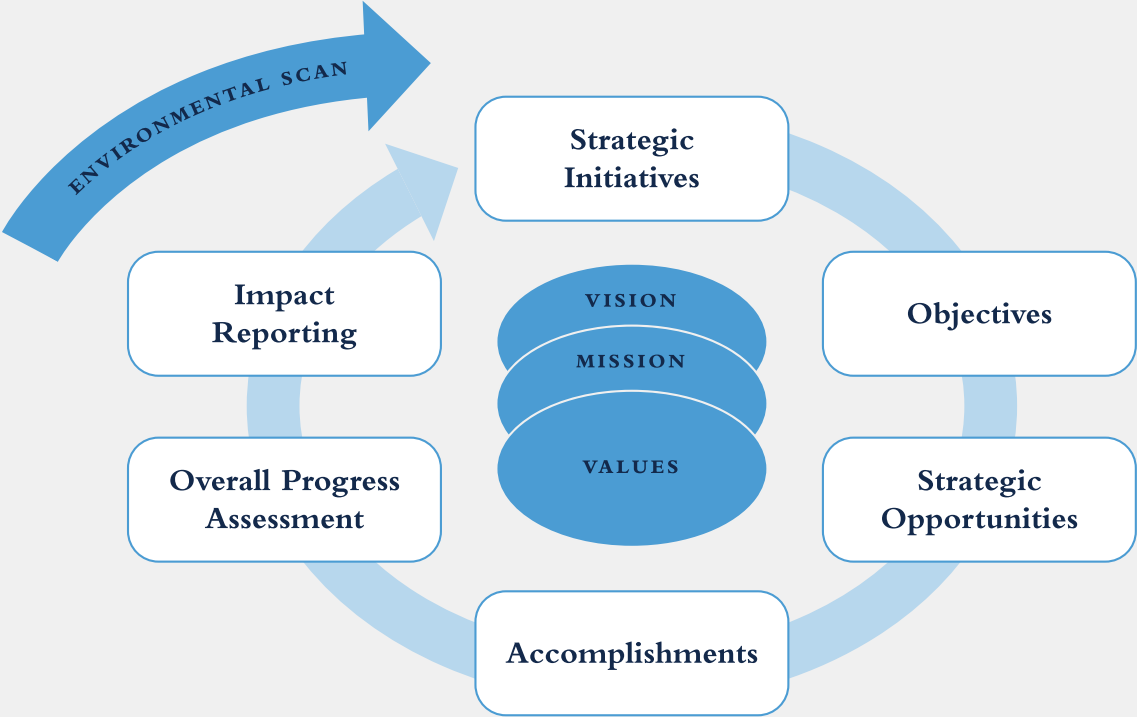 ENVIRONMENTAL SCAN
Strategic
Initiatives
Objectives
Strategic
Opportunities
Accomplishments
Overall Progress
Assessment
Impact
Reporting
VISION
MISSION
VALUES